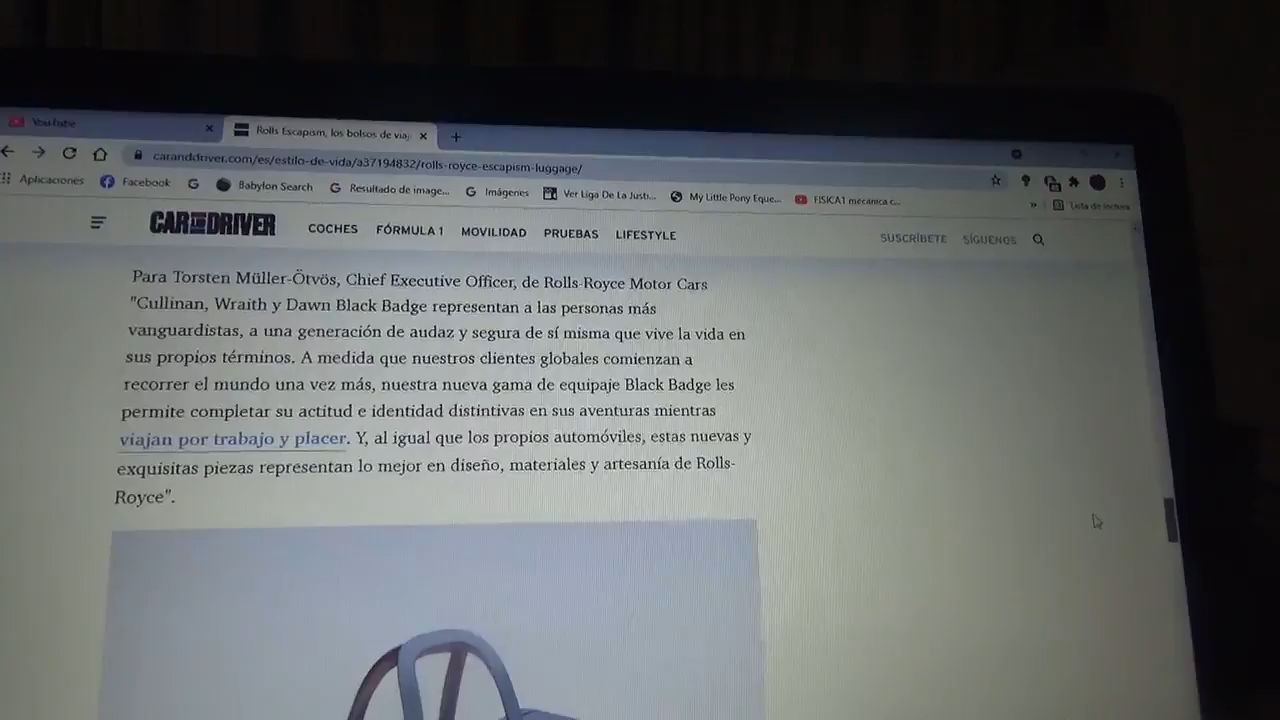 YouTube
Rolls Escapism, los bolsos de viaj
caranddriver.com/es/estilo-de-vida/a37194832/rolls-royce-escapism-luggage/
Aplicaciones Facebook Babylon Search Resultado de image... Imágenes Ver Liga De La Justi... My Little Pony Eque... FISICA1 mecánica c... » Lista de lectura
CAR AND DRIVER COCHES FÓRMULA 1 MOVILIDAD PRUEBAS LIFESTYLE SUSCRÍBETE SÍGUENOS
Para Torsten Müller-Ötvös, Chief Executive Officer, de Rolls-Royce Motor Cars
"Cullinan, Wraith y Dawn Black Badge representan a las personas más
vanguardistas, a una generación de audaz y segura de sí misma que vive la vida en
sus propios términos. A medida que nuestros clientes globales comienzan a
recorrer el mundo una vez más, nuestra nueva gama de equipaje Black Badge les
permite completar su actitud e identidad distintivas en sus aventuras mientras
viajan por trabajo y placer. Y, al igual que los propios automóviles, estas nuevas y
exquisitas piezas representan lo mejor en diseño, materiales y artesanía de Rolls-
Royce".